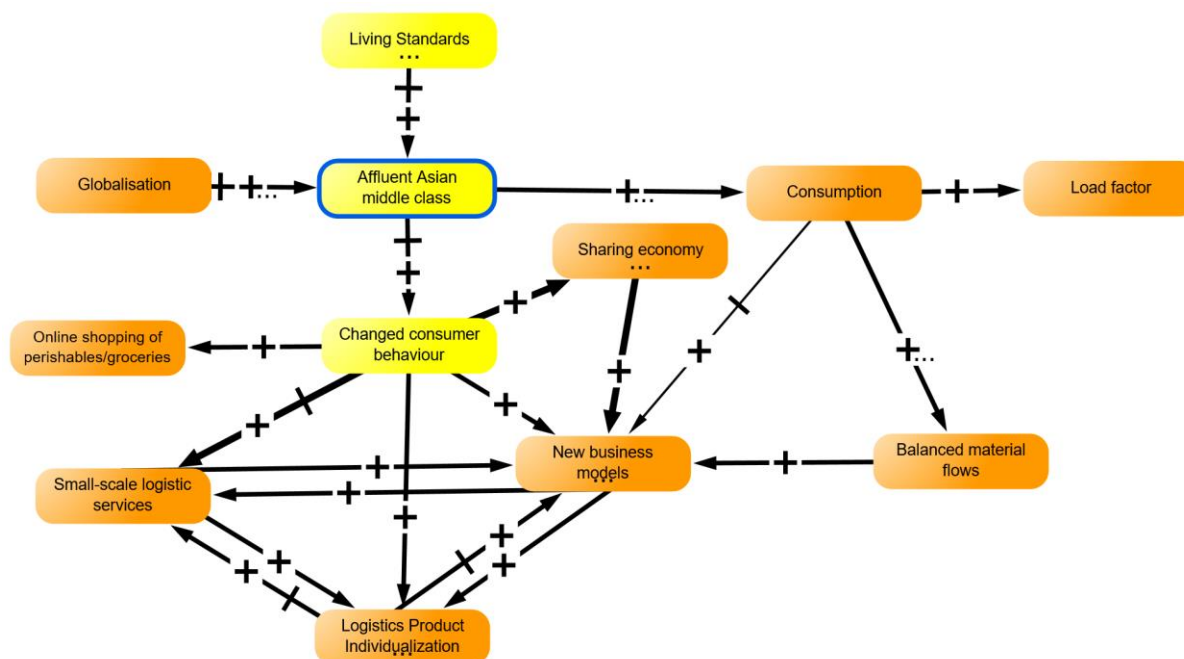 Living Standards
...
Globalisation
Affluent Asian
middle class
Consumption
Load factor
Sharing economy
...
Online shopping of
perishables/groceries
Changed consumer
behaviour
Small-scale logistic
services
New business
models
...
Balanced material
flows
Logistics Product
Individualization
...